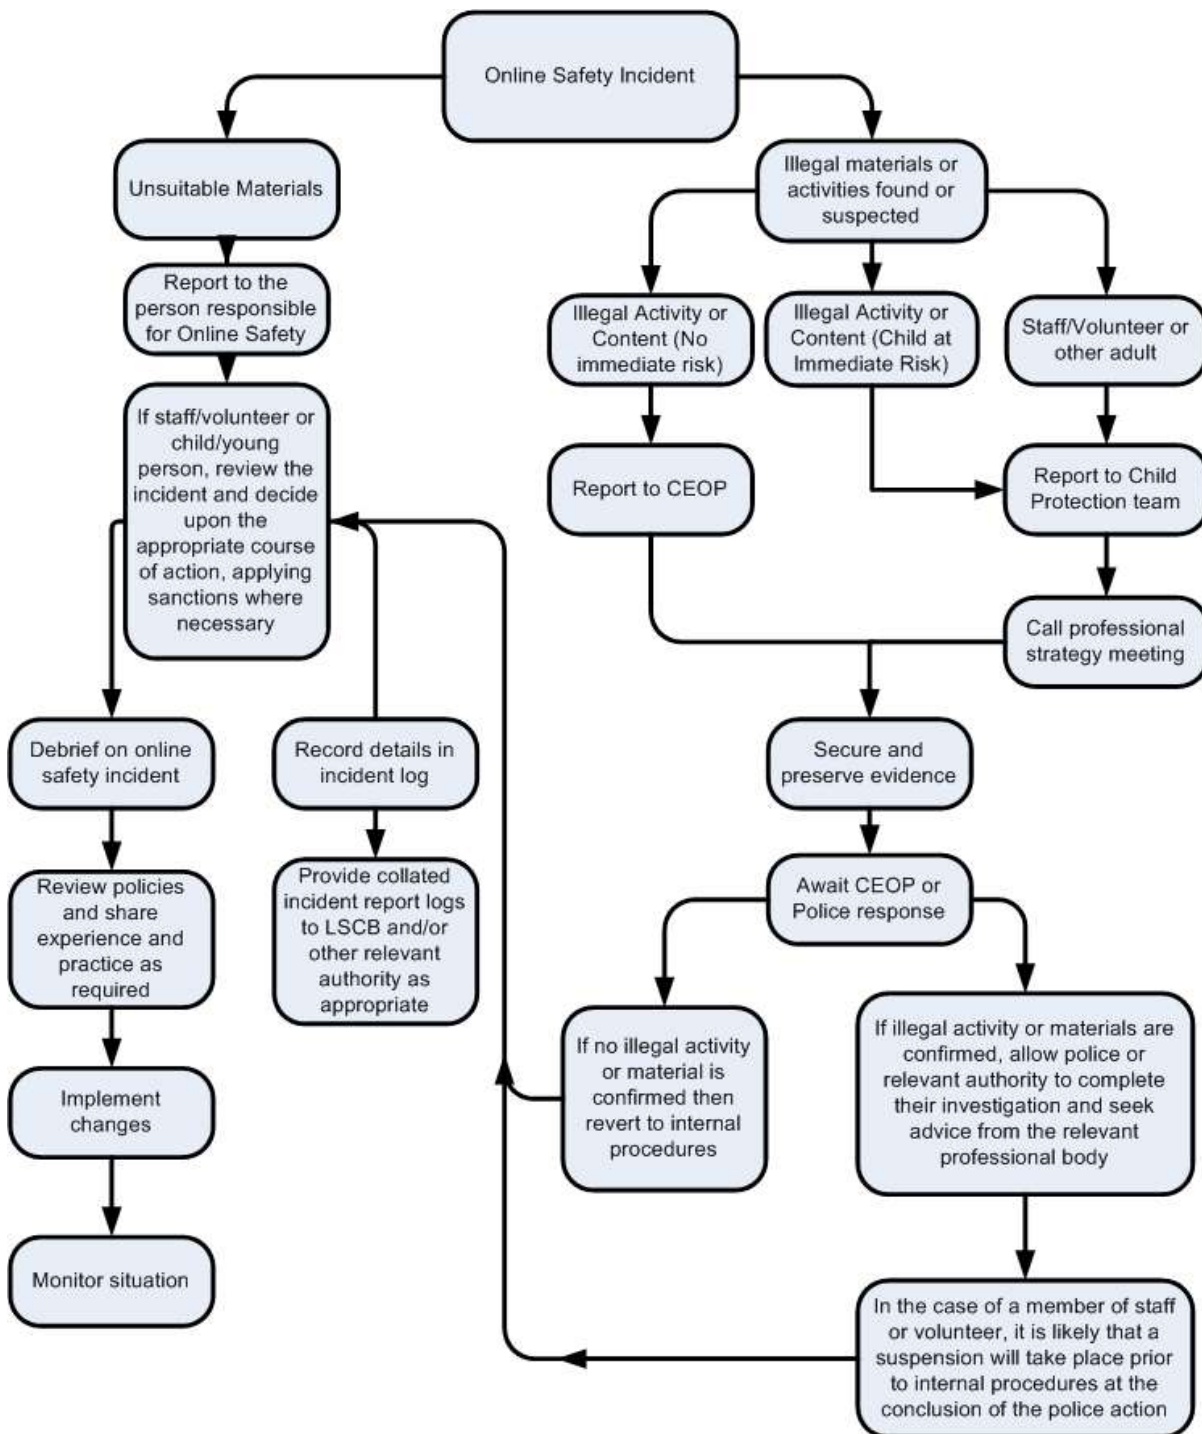 Online Safety Incident
Unsuitable Materials
Report to the
person responsible
for Online Safety
If staff/volunteer or
child/young
person, review the
incident and decide
upon the
appropriate course
of action, applying
sanctions where
necessary
Debrief on online
safety incident
Review policies
and share
experience and
practice as
required
Implement
changes
Monitor situation
Record details in
incident log
Provide collated
incident report logs
to LSCB and/or
other relevant
authority as
appropriate
Illegal materials or
activities found or
suspected
Illegal Activity or
Content (No
immediate risk)
Illegal Activity or
Content (Child at
Immediate Risk)
Staff/Volunteer or
other adult
Report to CEOP
Report to Child
Protection team
Call professional
strategy meeting
Secure and
preserve evidence
Await CEOP or
Police response
If no illegal activity
or material is
confirmed then
revert to internal
procedures
If illegal activity or materials are
confirmed, allow police or
relevant authority to complete
their investigation and seek
advice from the relevant
professional body
In the case of a member of staff
or volunteer, it is likely that a
suspension will take place prior
to internal procedures at the
conclusion of the police action